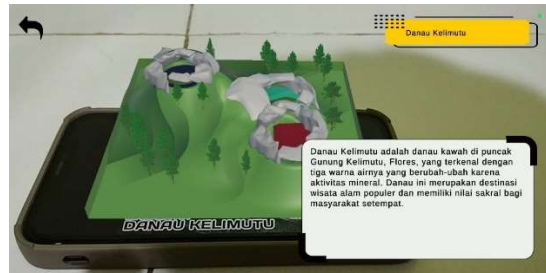 Danau Kelimutu
Danau Kelimutu adalah danau kawah di puncak
Gunung Kelimutu, Flores, yang terkenal dengan
tiga warna airnya yang berubah-ubah karena
aktivitas mineral. Danau ini merupakan destinasi
wisata alam populer dan memiliki nilai sakral bagi
masyarakat setempat.
DANAU KELIMUTU